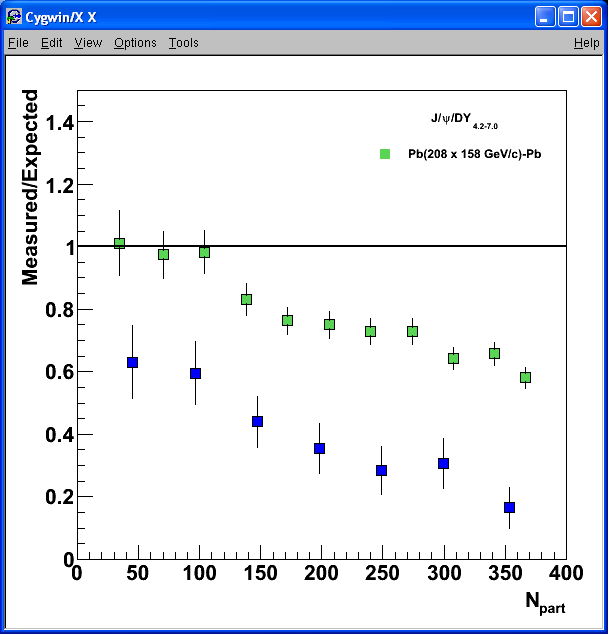 Cygwin/X X
File Edit View Options Tools Help
Measured/Expected
1.4
1.2
1
0.8
0.6
0.4
0.2
0
J/ψ/DY 4.2-7.0
Pb(208 x 158 GeV/c)-Pb
0 50 100 150 200 250 300 350 400
Npart